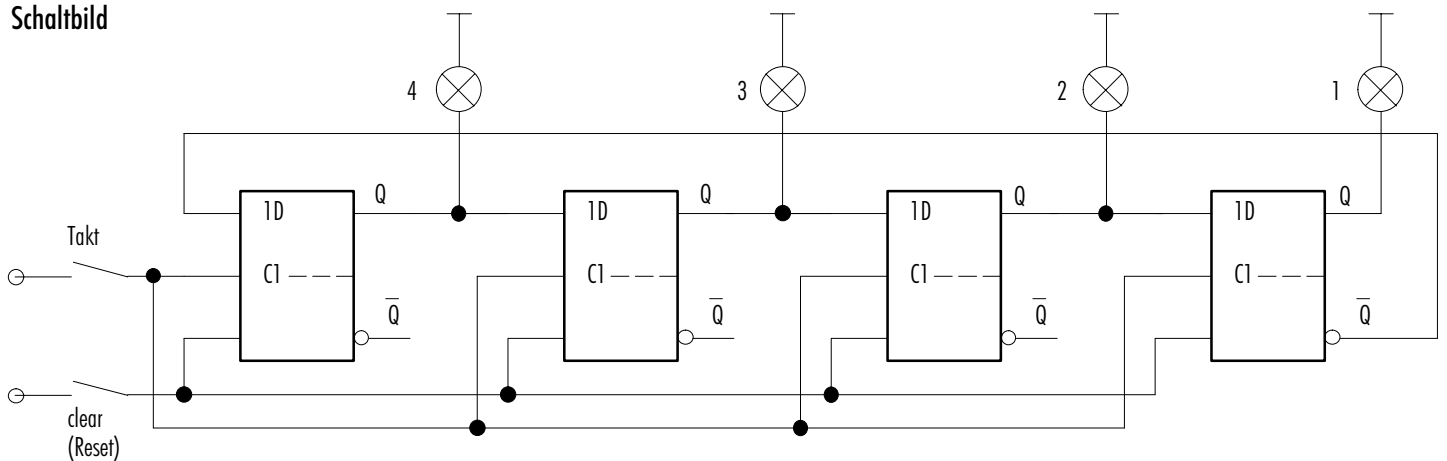 Schaltbild
4
3
2
1
Q
Q
Q
Q
1D
1D
1D
1D
Takt
C1
C1
C1
C1
Q̅
Q̅
Q̅
Q̅
clear
(Reset)